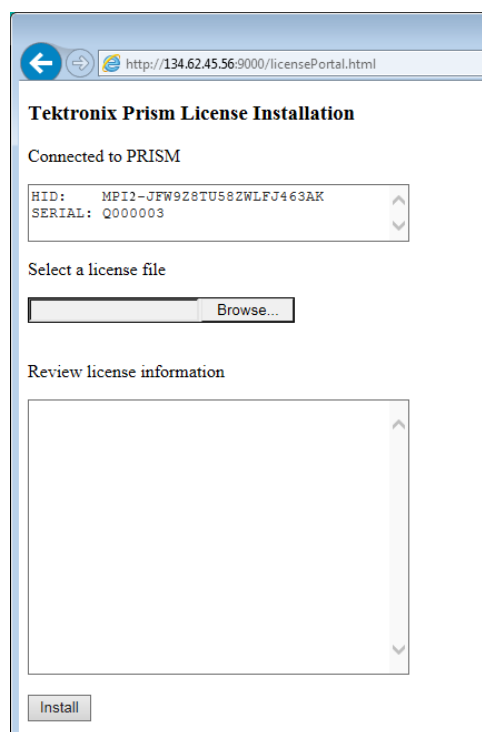 http://134.62.45.56:9000/licensePortal.html
Tektronix Prism License Installation
Connected to PRISM
HID:    MPI2-JFW9Z8TU58ZWLFJ463AK
SERIAL: Q000003
Select a license file
Browse...
Review license information
Install